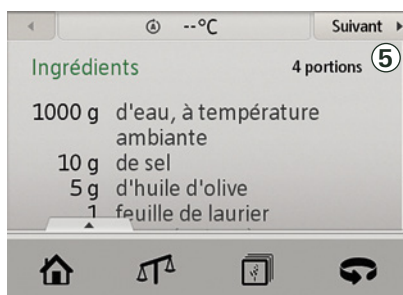 --°C Suivant
Ingrédients 4 portions 5
1000 g d'eau, à température
ambiante
10 g de sel
5 g d'huile d'olive
1 feuille de laurier